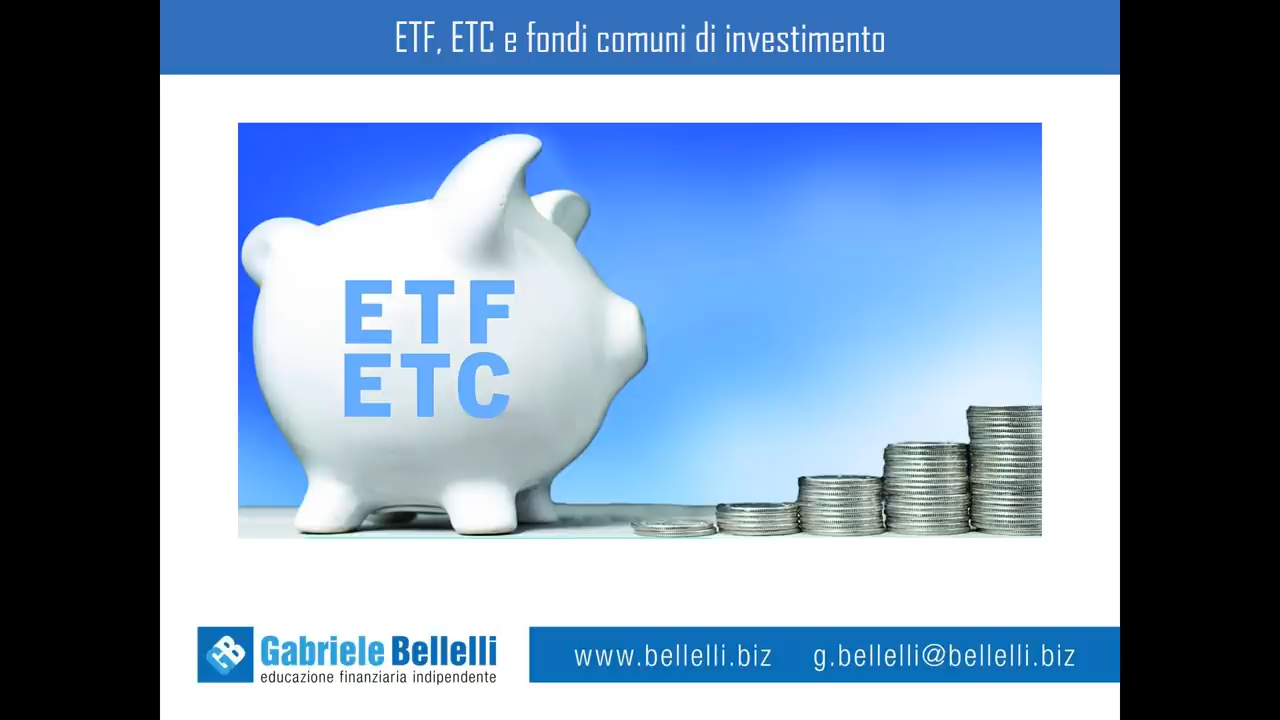 ETF, ETC e fondi comuni di investimento
ETF
ETC
GB
Gabriele Bellelli
educazione finanziaria indipendente
www.bellelli.biz g.bellelli@bellelli.biz